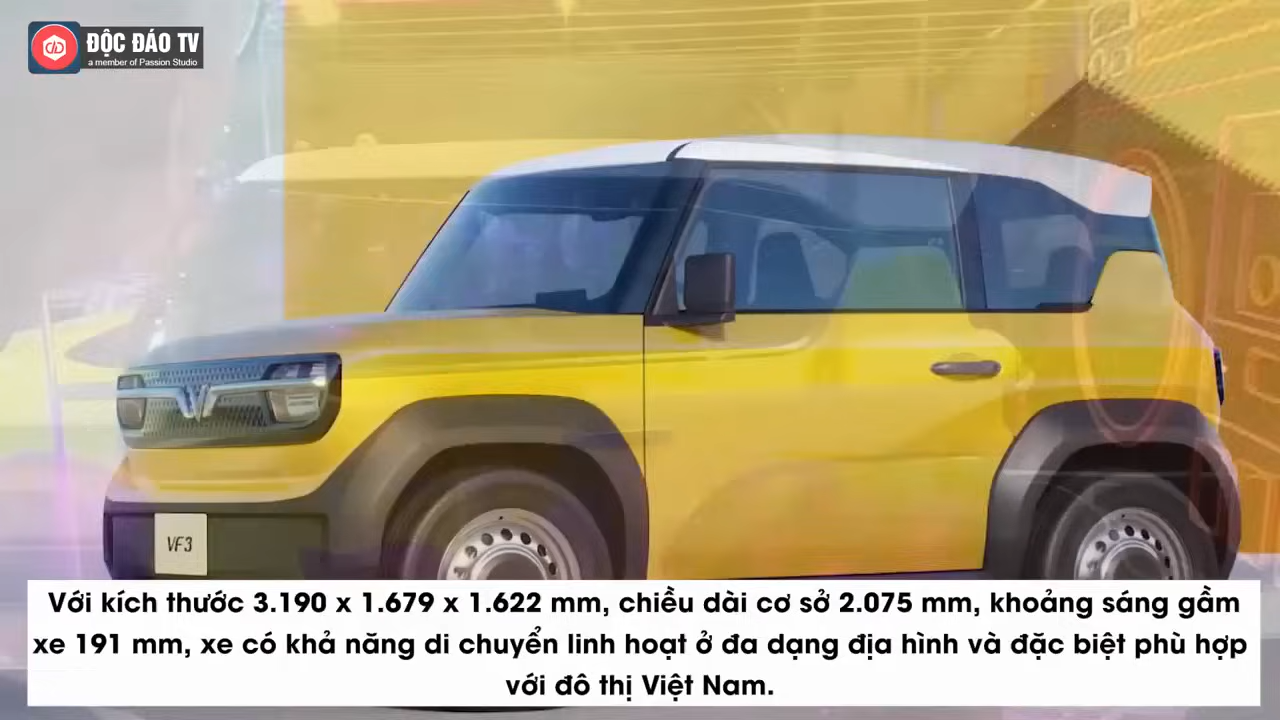 ĐỘC ĐÁO TV
a member of Passion Studio
VF3
Với kích thước 3.190 x 1.679 x 1.622 mm, chiều dài cơ sở 2.075 mm, khoảng sáng gầm
xe 191 mm, xe có khả năng di chuyển linh hoạt ở đa dạng địa hình và đặc biệt phù hợp
với đô thị Việt Nam.